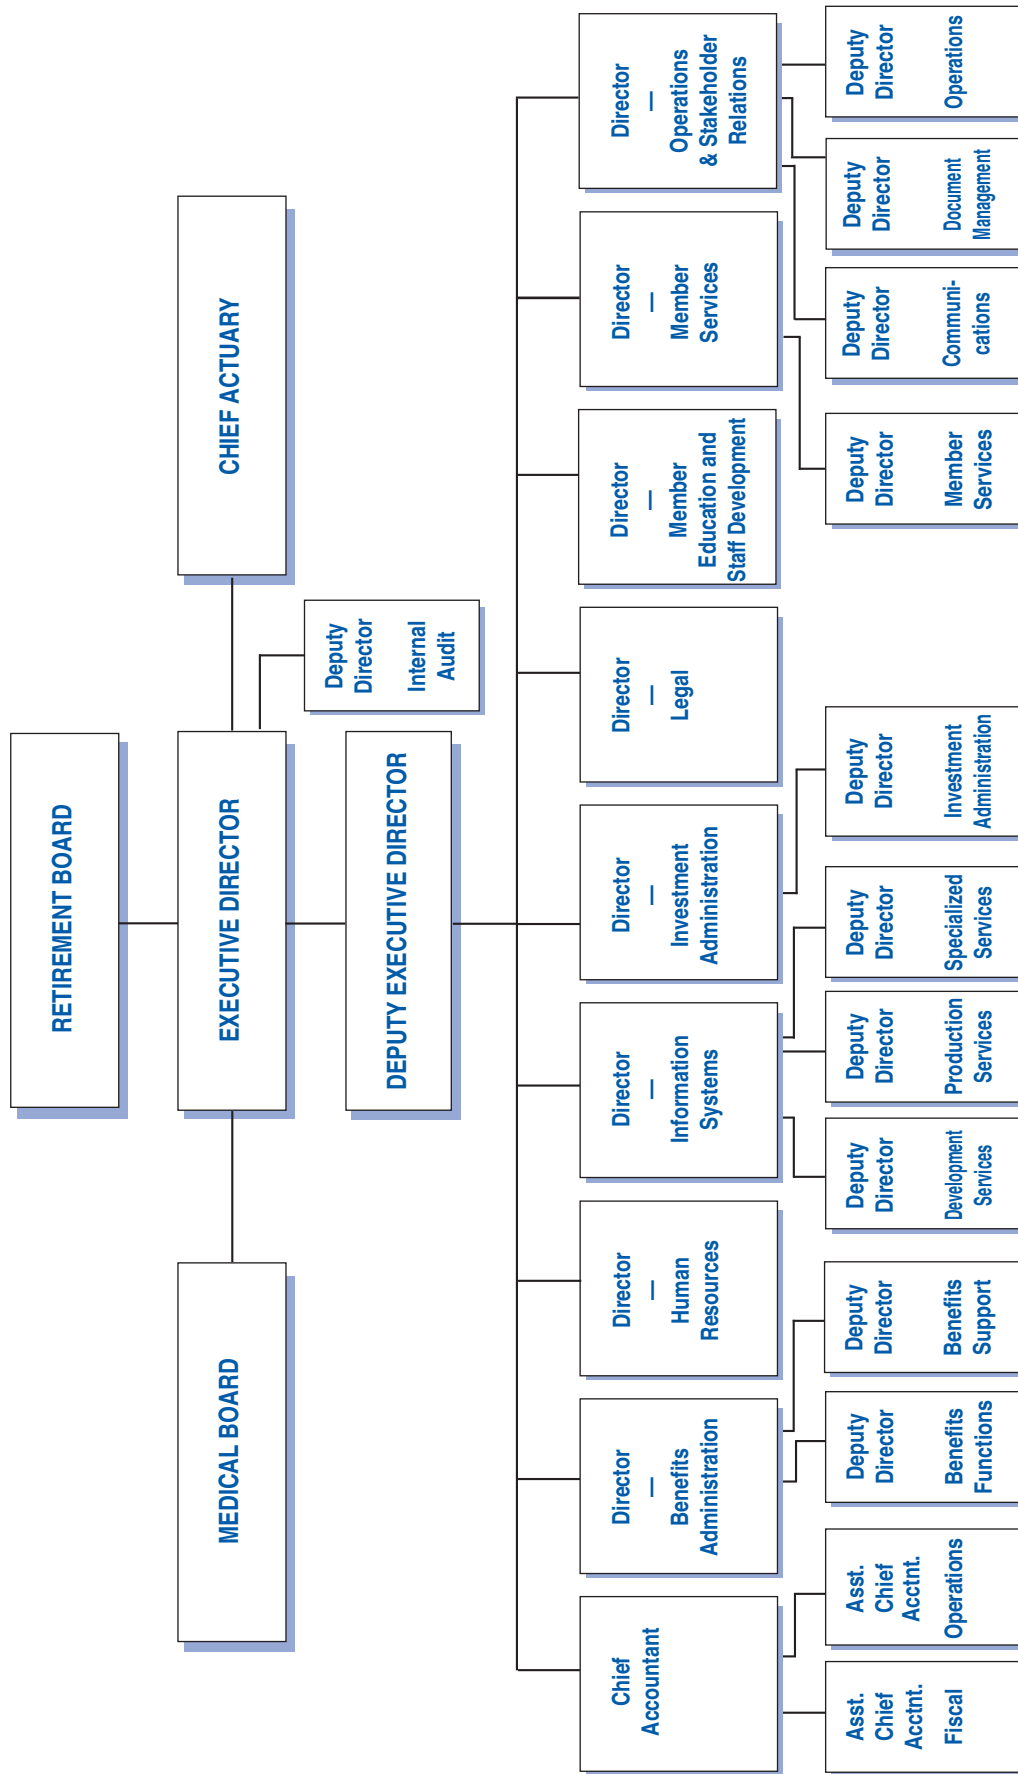 RETIREMENT BOARD
MEDICAL BOARD
EXECUTIVE DIRECTOR
CHIEF ACTUARY
Deputy
Director
Internal
Audit
DEPUTY EXECUTIVE DIRECTOR
Chief
Accountant
Director
—
Benefits
Administration
Director
—
Human
Resources
Director
—
Information
Systems
Director
—
Investment
Administration
Director
—
Legal
Director
—
Member
Education and
Staff Development
Director
—
Member
Services
Director
—
Operations
& Stakeholder
Relations
Asst.
Chief
Acctnt.
Fiscal
Asst.
Chief
Acctnt.
Operations
Deputy
Director
Benefits
Functions
Deputy
Director
Benefits
Support
Deputy
Director
Development
Services
Deputy
Director
Production
Services
Deputy
Director
Specialized
Services
Deputy
Director
Investment
Administration
Deputy
Director
Member
Services
Deputy
Director
Communi-
cations
Deputy
Director
Document
Management
Deputy
Director
Operations